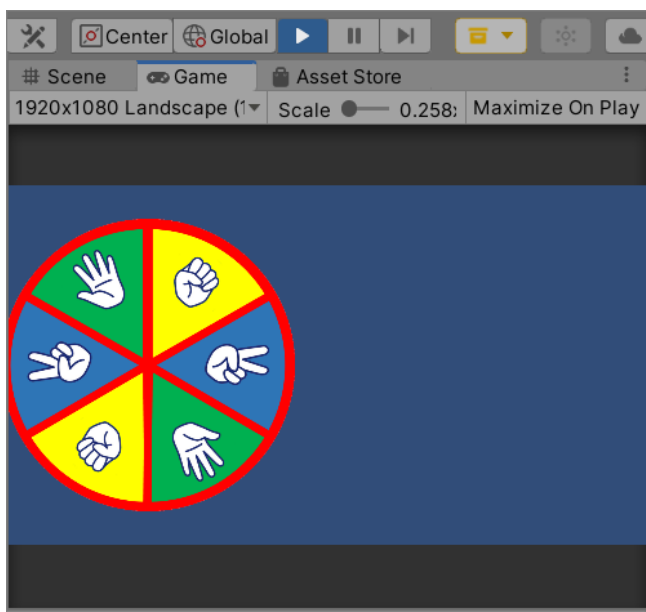 Center Global
Scene Game Asset Store
1920x1080 Landscape (1 Scale 0.258: Maximize On Play